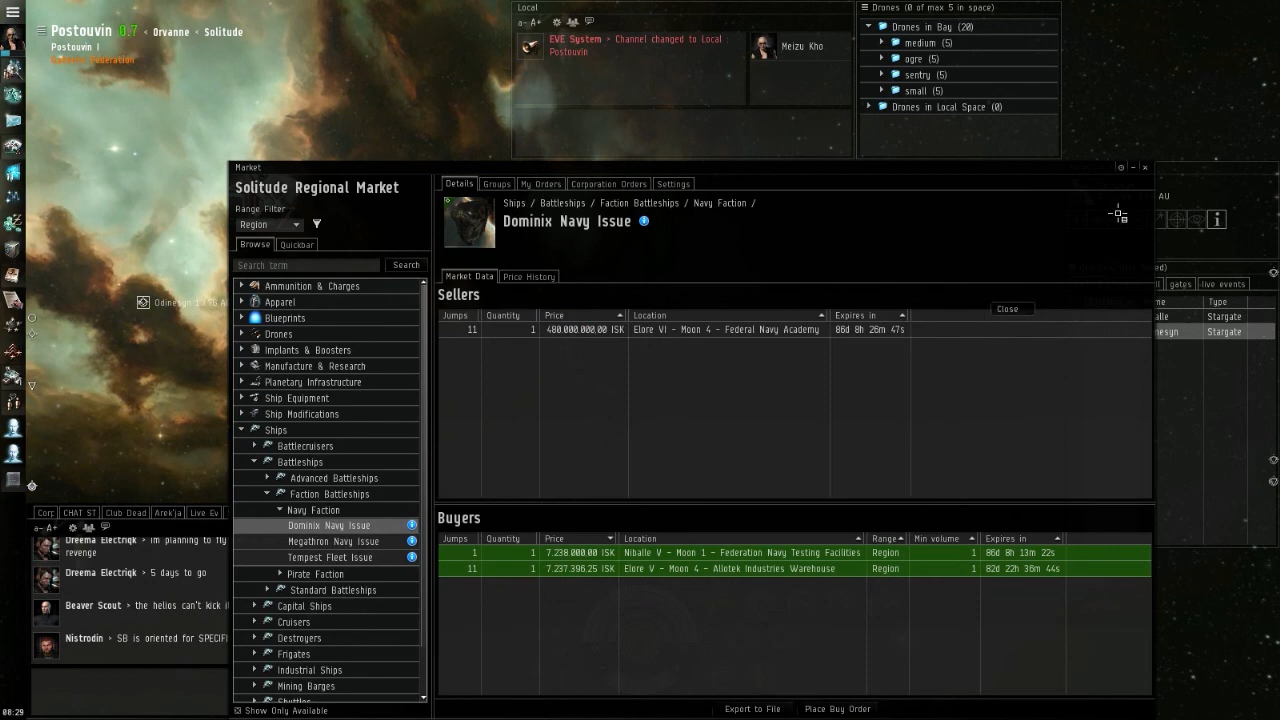 Postouvin 0.7 < Orvanne < Solitude
Postouvin I
Gallente Federation
Local
a- A+
EVE System > Channel changed to Local :
Postouvin
Meizu Kho
Drones (0 of max 5 in space)
Drones in Bay (20)
medium (5)
ogre (5)
sentry (5)
small (5)
Drones in Local Space (0)
Market
Solitude Regional Market
Range Filter
Region
Browse Quickbar
Search term Search
Ammunition & Charges
Apparel
Blueprints
Drones
Implants & Boosters
Manufacture & Research
Planetary Infrastructure
Ship Equipment
Ship Modifications
Ships
Battlecruisers
Battleships
Advanced Battleships
Faction Battleships
Navy Faction
Dominix Navy Issue
Megathron Navy Issue
Tempest Fleet Issue
Pirate Faction
Standard Battleships
Capital Ships
Cruisers
Destroyers
Frigates
Industrial Ships
Mining Barges
Shuttles
Show Only Available
Details Groups My Orders Corporation Orders Settings
Ships / Battleships / Faction Battleships / Navy Faction /
Dominix Navy Issue
Market Data Price History
Sellers
Close
Jumps Quantity Price Location Expires in
11 1 480.000.000,00 ISK Elore VI - Moon 4 - Federal Navy Academy 86d 8h 26m 47s
Buyers
Jumps Quantity Price Location Range Min volume Expires in
1 1 7.238.000,00 ISK Niballe V - Moon 1 - Federation Navy Testing Facilities Region 1 86d 8h 13m 22s
11 1 7.237.396,25 ISK Elore V - Moon 4 - Allotek Industries Warehouse Region 1 82d 22h 36m 44s
Export to File Place Buy Order
AU
gates live events
Type
Stargate
Stargate
Odinesyn
Corp CHAT ST Club Dead Arek'ja Live Ev
a- A+
Dreema Electriqk > im planning to fly
revenge
Dreema Electriqk > 5 days to go
Beaver Scout > the helios can't kick i
Nistrodin > SB is oriented for SPECIF
08:29